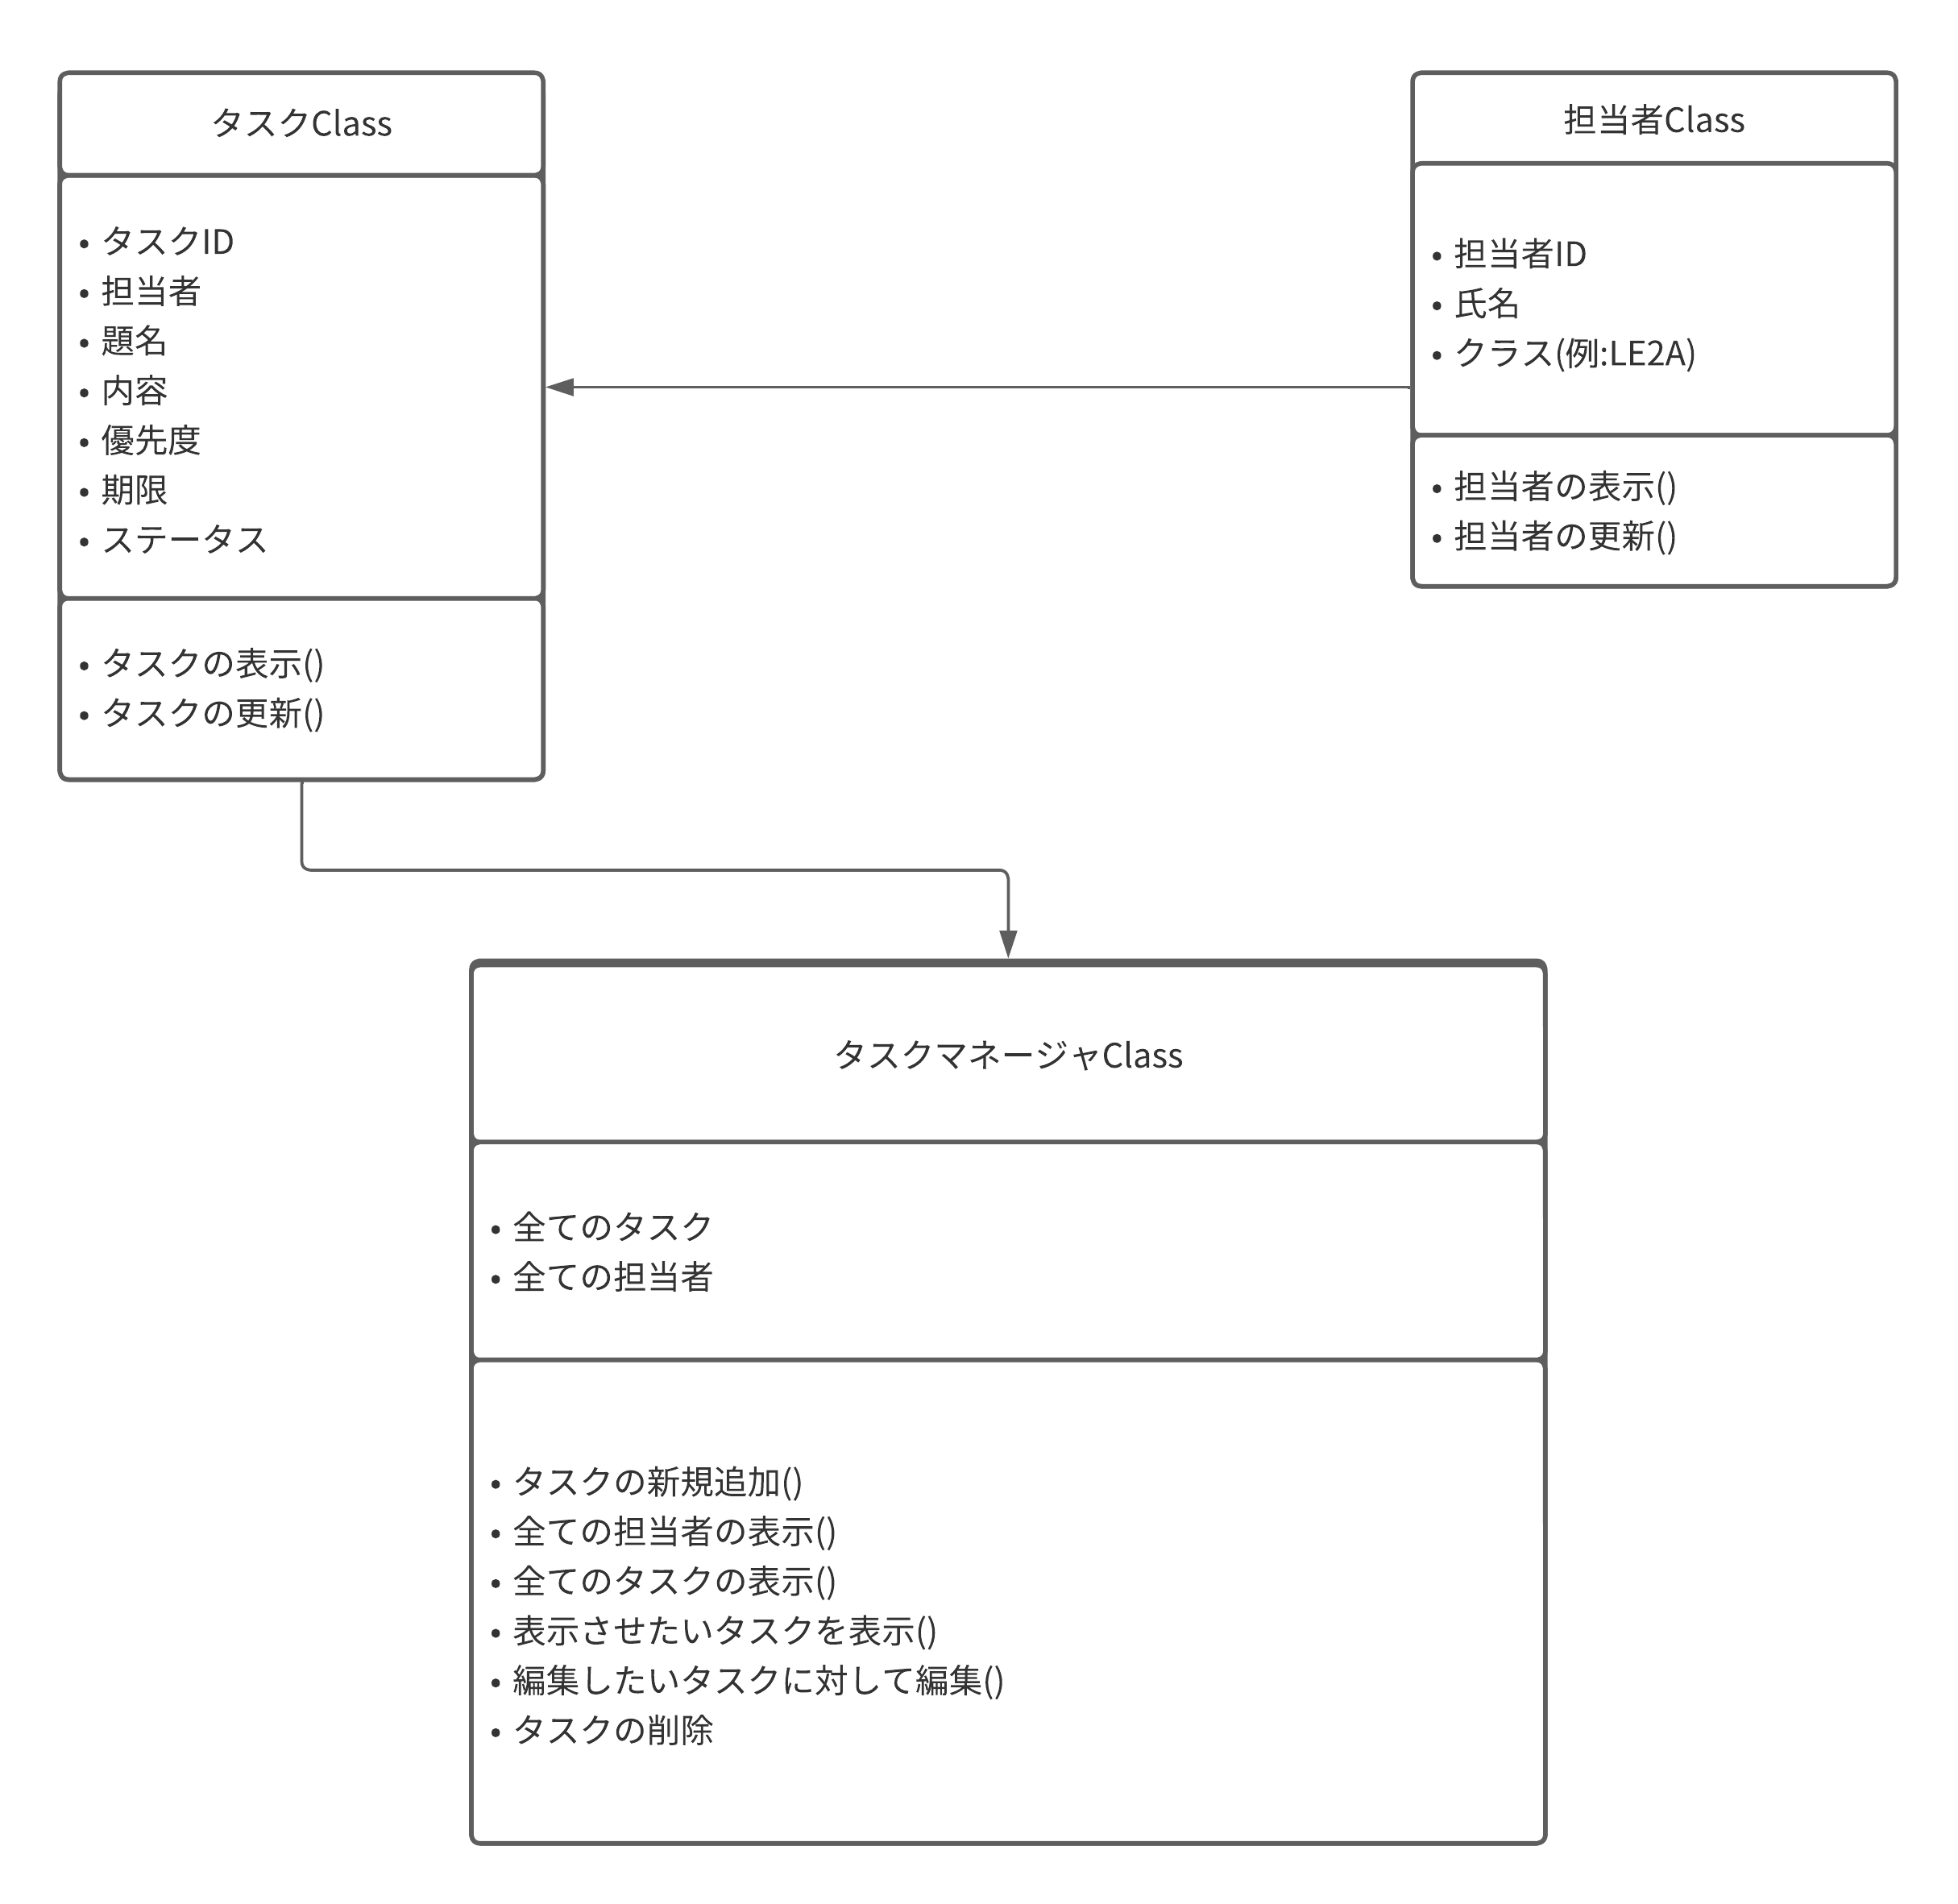 タスクClass
• タスクID
• 担当者
• 題名
• 内容
• 優先度
• 期限
• ステータス
• タスクの表示()
• タスクの更新()
担当者Class
• 担当者ID
• 氏名
• クラス(例:LE2A)
• 担当者の表示()
• 担当者の更新()
タスクマネージャClass
• 全てのタスク
• 全ての担当者
• タスクの新規追加()
• 全ての担当者の表示()
• 全てのタスクの表示()
• 表示させたいタスクを表示()
• 編集したいタスクに対して編集()
• タスクの削除